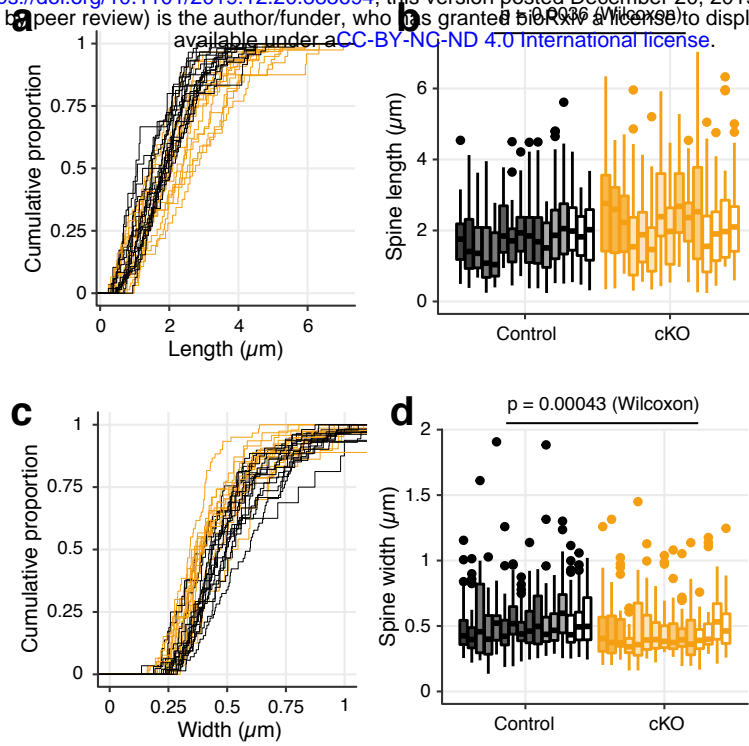 available under aCC-BY-NC-ND 4.0 International license.
a
1
0.75
0.5
0.25
0
Cumulative proportion
0 2 4 6
Length (µm)
b
6
4
2
0
Spine length (µm)
Control cKO
c
1
0.75
0.5
0.25
0
Cumulative proportion
0 0.25 0.5 0.75 1
Width (µm)
d
p = 0.00043 (Wilcoxon)
2
1.5
1
0.5
0
Spine width (µm)
Control cKO